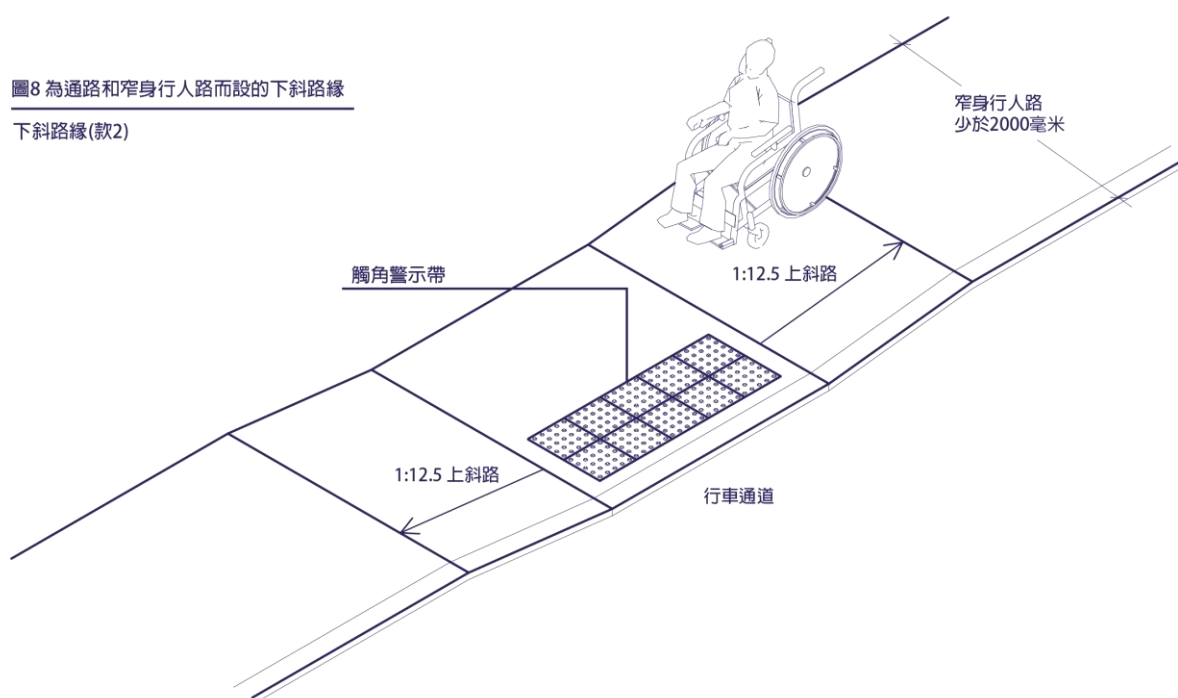 圖8 為通路和窄身行人路而設的下斜路緣
下斜路緣(款2)
窄身行人路
少於2000毫米
1:12.5 上斜路
觸角警示帶
1:12.5 上斜路
行車通道